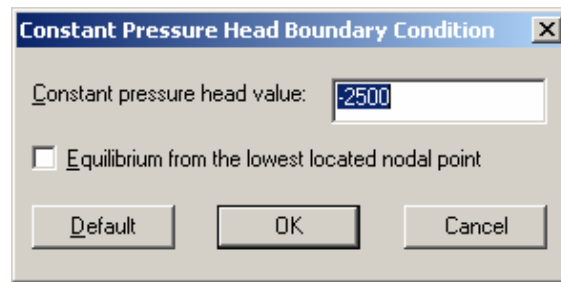 Constant Pressure Head Boundary Condition
Constant pressure head value: -2500
Equilibrium from the lowest located nodal point
Default OK Cancel